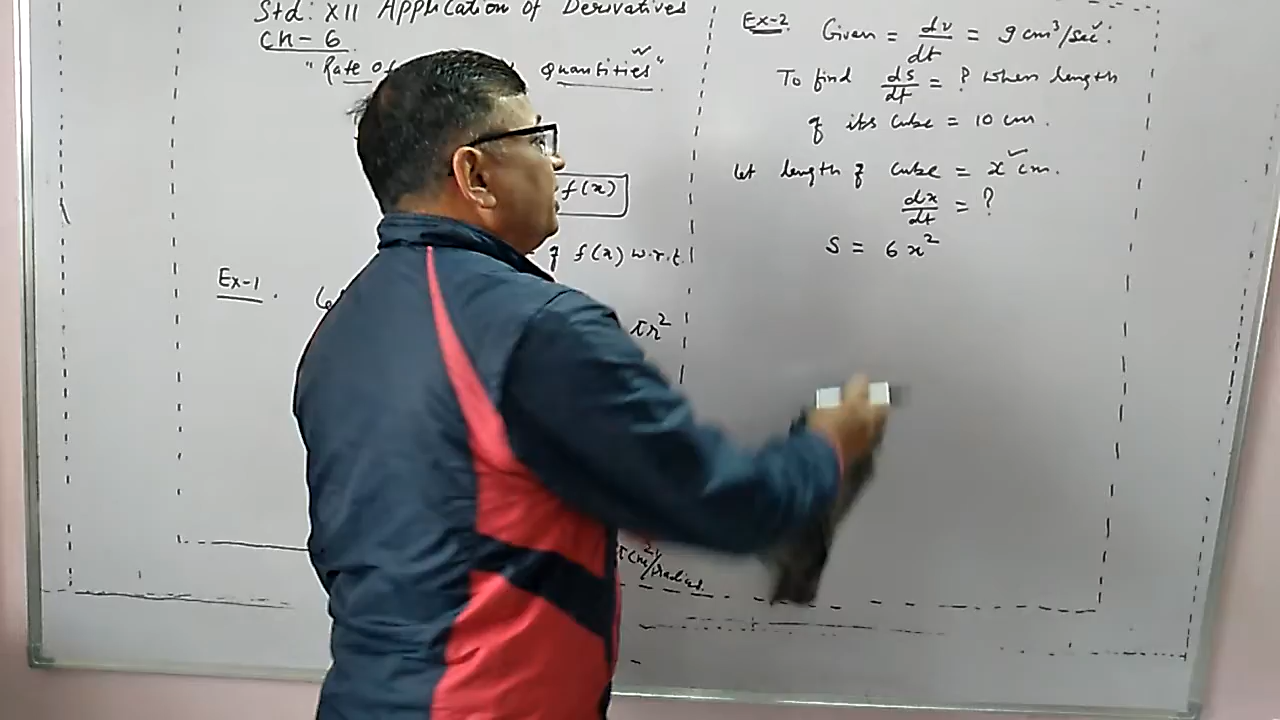 Std: XII Application of Derivatives
CH-6
"Rate of Quantities"
f(x)
of f(x) w.r.t
Ex-1.
πr²
Ex-2. Given = dv/dt = 9 cm³/sec.
To find ds/dt = ? when length
of its cube = 10 cm.
Let length of cube = x cm.
dx/dt = ?
S = 6x²